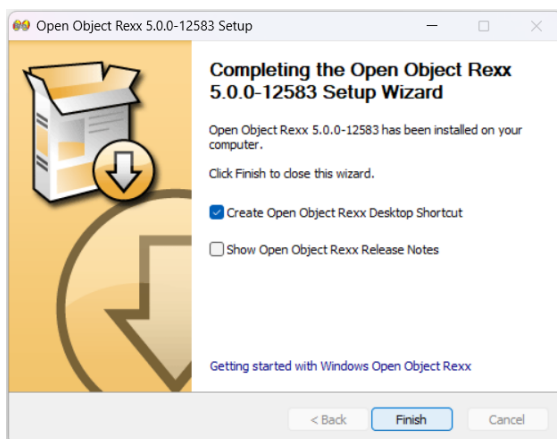 Open Object Rexx 5.0.0-12583 Setup
Completing the Open Object Rexx
5.0.0-12583 Setup Wizard
Open Object Rexx 5.0.0-12583 has been installed on your
computer.
Click Finish to close this wizard.
Create Open Object Rexx Desktop Shortcut
Show Open Object Rexx Release Notes
Getting started with Windows Open Object Rexx
< Back Finish Cancel